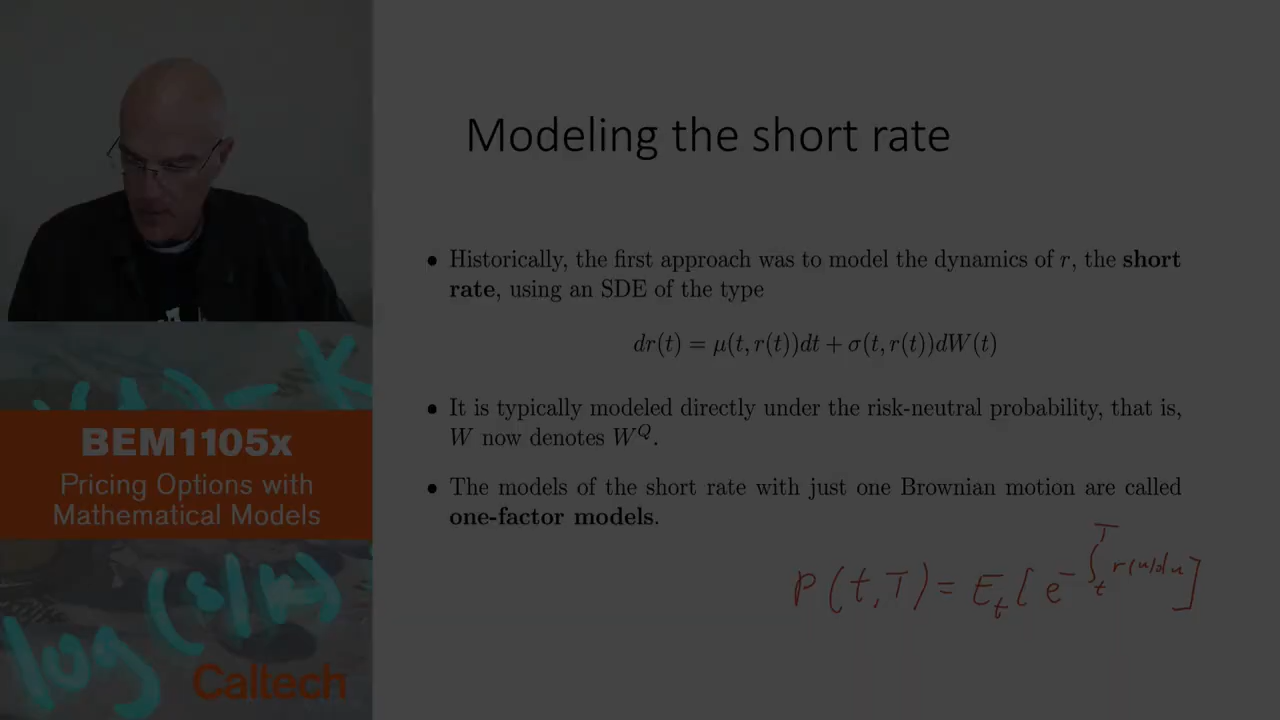 Modeling the short rate
• Historically, the first approach was to model the dynamics of r, the short
rate, using an SDE of the type
dr(t) = μ(t, r(t))dt + σ(t, r(t))dW(t)
• It is typically modeled directly under the risk-neutral probability, that is,
W now denotes W^Q.
• The models of the short rate with just one Brownian motion are called
one-factor models.
P(t,T) = E_t[e^{-∫_t^T r(u)du}]
BEM1105x
Pricing Options with
Mathematical Models
log (s/k)
Caltech